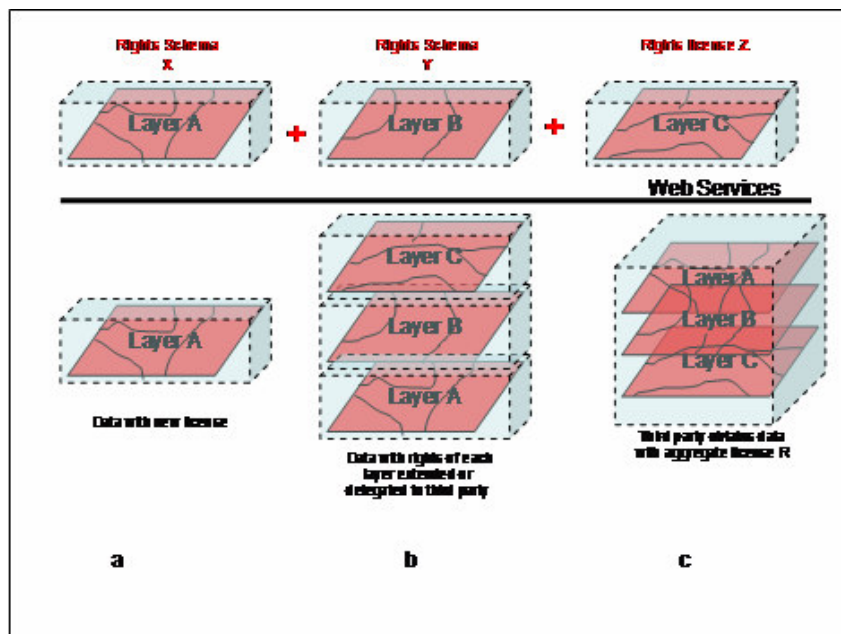 Rights Schema
X
Rights Schema
Y
Rights license Z
Layer A
+
Layer B
+
Layer C
Web Services
Layer A
Data with new license
Layer C
Layer B
Layer A
Data with rights of each
layer extended or
delegated to third party
Layer A
Layer B
Layer C
Third party obtains data
with aggregate license R
a
b
c